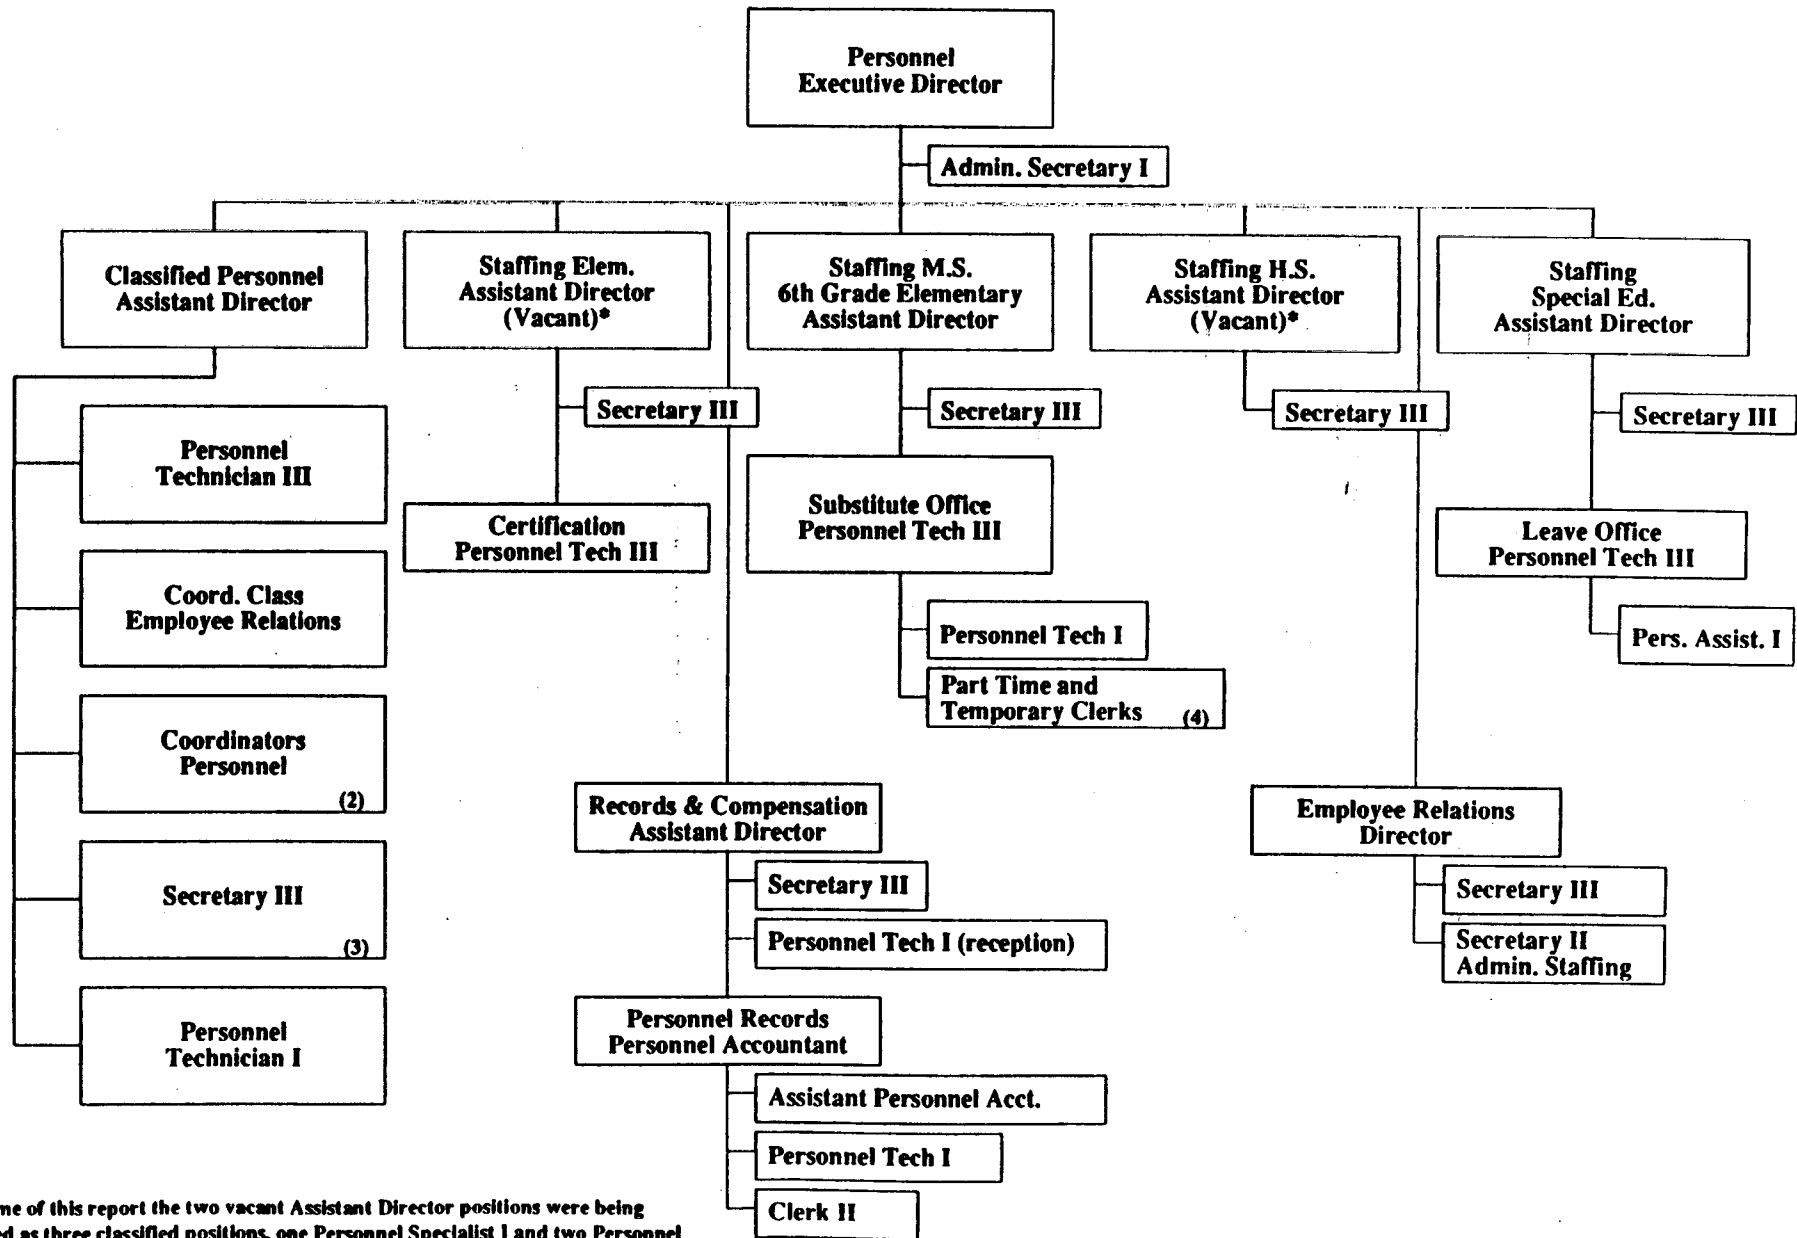 Personnel
Executive Director
Admin. Secretary I
Classified Personnel
Assistant Director
Staffing Elem.
Assistant Director
(Vacant)*
Staffing M.S.
6th Grade Elementary
Assistant Director
Staffing H.S.
Assistant Director
(Vacant)*
Staffing
Special Ed.
Assistant Director
Personnel
Technician III
Coord. Class
Employee Relations
Coordinators
Personnel
(2)
Secretary III
(3)
Personnel
Technician I
Secretary III
Certification
Personnel Tech III
Secretary III
Substitute Office
Personnel Tech III
Personnel Tech I
Part Time and
Temporary Clerks (4)
Secretary III
Secretary III
Leave Office
Personnel Tech III
Pers. Assist. I
Records & Compensation
Assistant Director
Secretary III
Personnel Tech I (reception)
Personnel Records
Personnel Accountant
Assistant Personnel Acct.
Personnel Tech I
Clerk II
Employee Relations
Director
Secretary III
Secretary II
Admin. Staffing
me of this report the two vacant Assistant Director positions were being
ed as three classified positions, one Personnel Specialist I and two Personnel